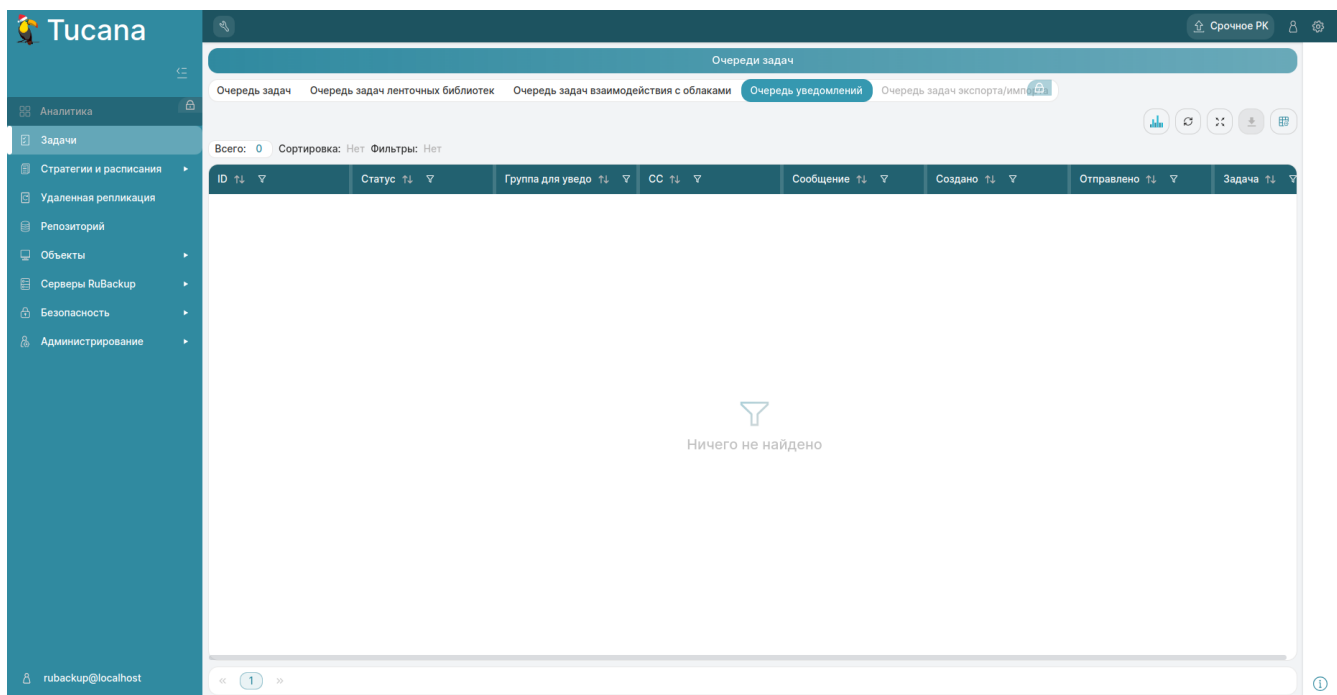 Tucana
Срочное РК
Очереди задач
Очередь задач Очередь задач ленточных библиотек Очередь задач взаимодействия с облаками Очередь уведомлений Очередь задач экспорта/импорта
Аналитика
Задачи
Стратегии и расписания
Удаленная репликация
Репозиторий
Объекты
Серверы RuBackup
Безопасность
Администрирование
Всего: 0 Сортировка: Нет Фильтры: Нет
ID Статус Группа для уведо CC Сообщение Создано Отправлено Задача
Ничего не найдено
rubackup@localhost
« 1 »